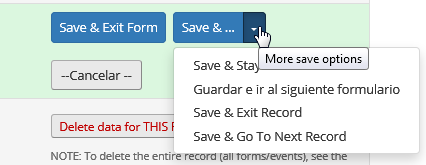 Save & Exit Form Save & ...
More save options
Save & Stay
--Cancelar --
Guardar e ir al siguiente formulario
Save & Exit Record
Delete data for THIS
Save & Go To Next Record
NOTE: To delete the entire record (all forms/events), see the